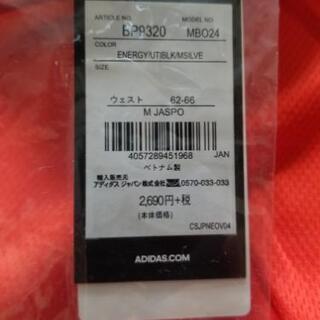 ARTICLE NO.
MODEL NO
BP9320
MBO24
COLOR
ENERGY/UTIBLK/MSILVE
SIZE
ウェスト 62-66
M JASPO
4057289451968 JAN
ベトナム製
輸入販売元
アディダス ジャパン株式会社 0570-033-033
2,690円+税
(本体価格)
CSJPNEOV04
ADIDAS.COM